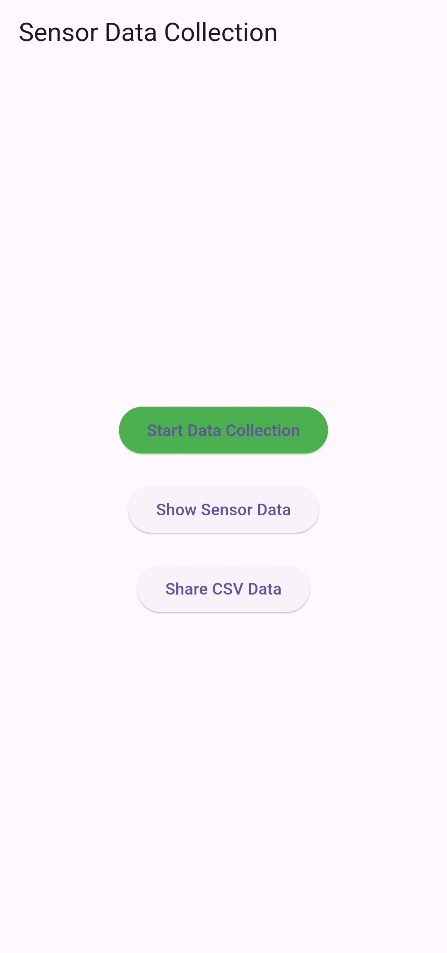 Sensor Data Collection
Start Data Collection
Show Sensor Data
Share CSV Data